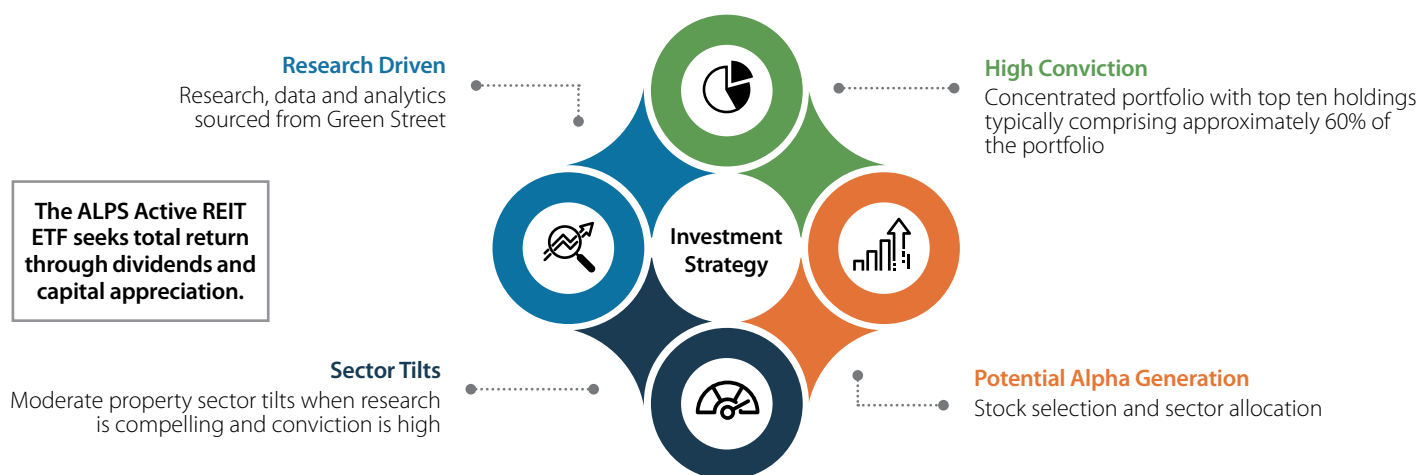 Research Driven
Research, data and analytics
sourced from Green Street
High Conviction
Concentrated portfolio with top ten holdings
typically comprising approximately 60% of
the portfolio
The ALPS Active REIT
ETF seeks total return
through dividends and
capital appreciation.
Investment
Strategy
Sector Tilts
Moderate property sector tilts when research
is compelling and conviction is high
Potential Alpha Generation
Stock selection and sector allocation